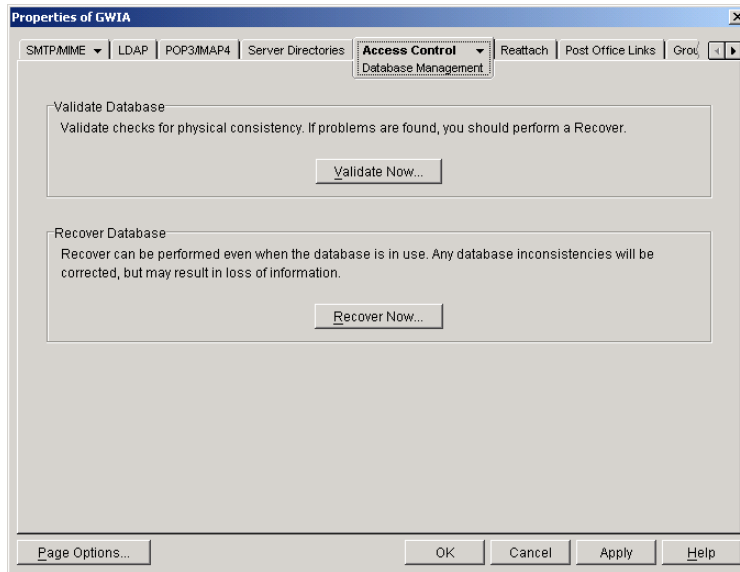 Properties of GWIA
SMTP/MIME LDAP POP3/IMAP4 Server Directories Access Control Reattach Post Office Links Grou
Database Management
Validate Database
Validate checks for physical consistency. If problems are found, you should perform a Recover.
Validate Now...
Recover Database
Recover can be performed even when the database is in use. Any database inconsistencies will be
corrected, but may result in loss of information.
Recover Now...
Page Options... OK Cancel Apply Help